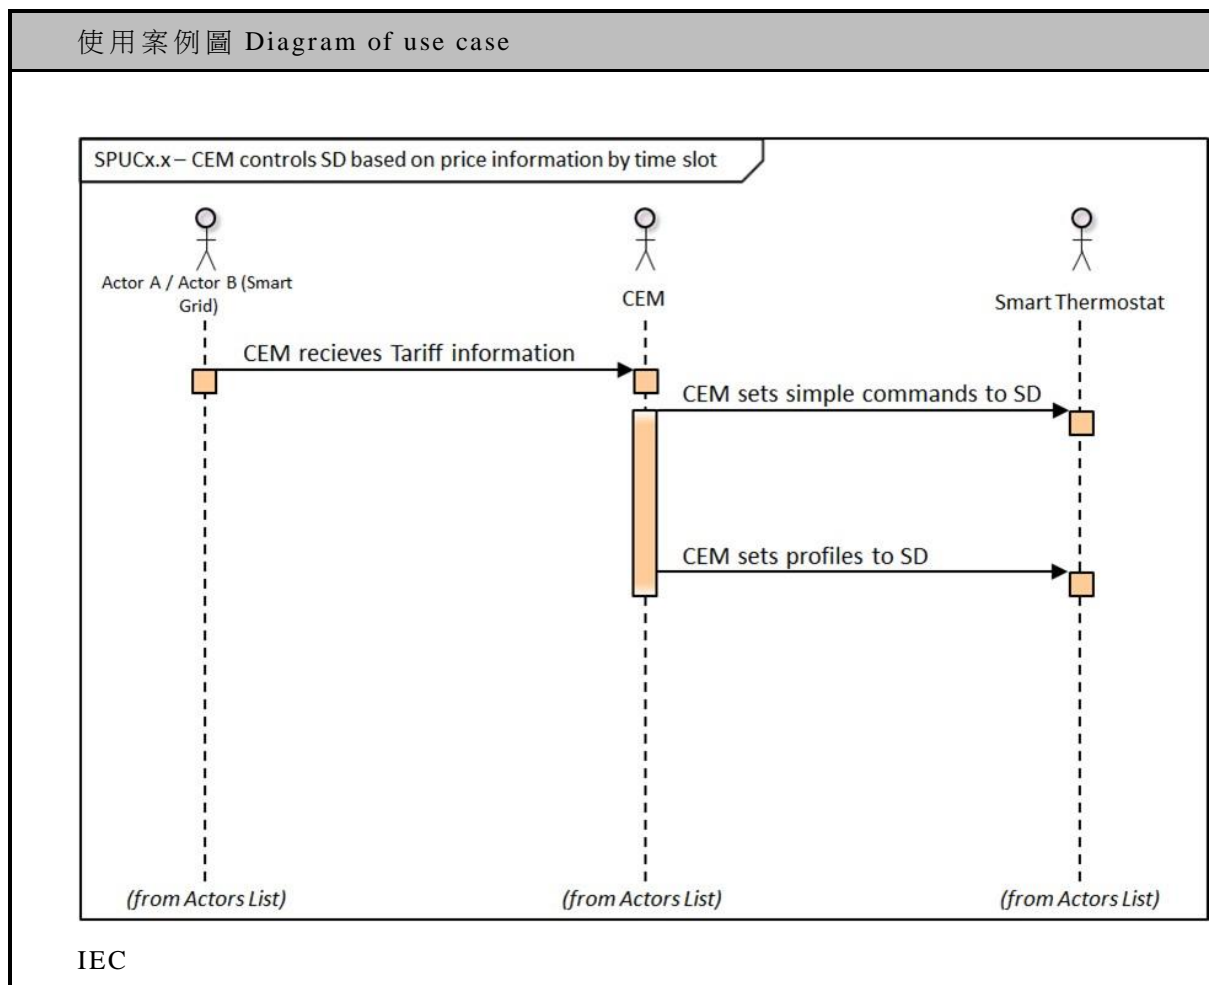 使用案例圖 Diagram of use case
SPUCx.x – CEM controls SD based on price information by time slot
Actor A / Actor B (Smart
Grid)
CEM
Smart Thermostat
CEM recieves Tariff information
CEM sets simple commands to SD
CEM sets profiles to SD
(from Actors List)
(from Actors List)
(from Actors List)
IEC